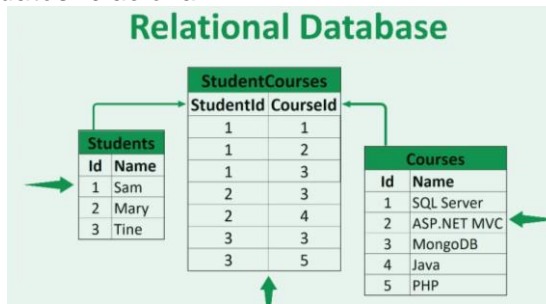 Relational Database
StudentCourses
StudentId CourseId
1 1
1 2
1 3
2 3
2 4
3 3
3 5
Students
Id Name
1 Sam
2 Mary
3 Tine
Courses
Id Name
1 SQL Server
2 ASP.NET MVC
3 MongoDB
4 Java
5 PHP